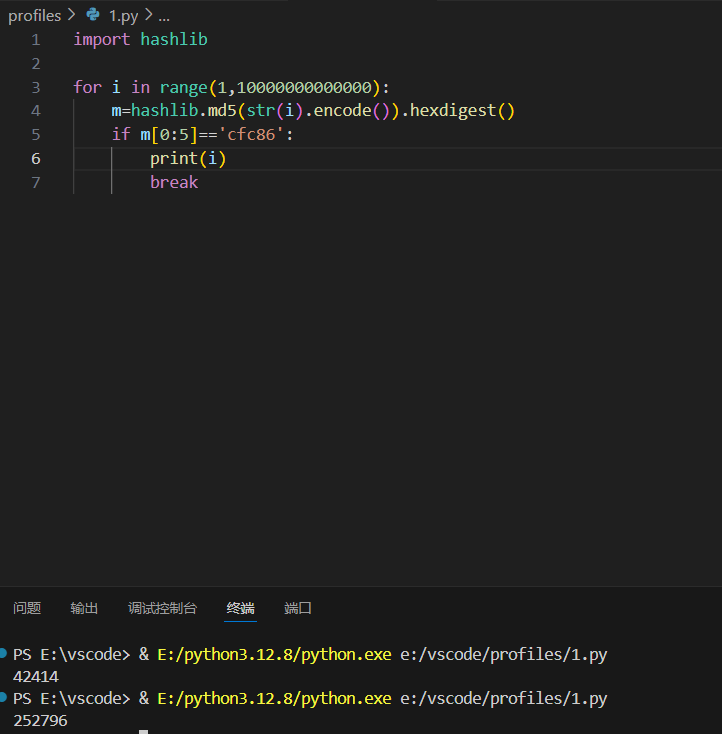 profiles > 1.py > ...
1 import hashlib
2
3 for i in range(1,10000000000000):
4     m=hashlib.md5(str(i).encode()).hexdigest()
5     if m[0:5]=='cfc86':
6         print(i)
7         break
问题 输出 调试控制台 终端 端口
PS E:\vscode> & E:/python3.12.8/python.exe e:/vscode/profiles/1.py
42414
PS E:\vscode> & E:/python3.12.8/python.exe e:/vscode/profiles/1.py
252796